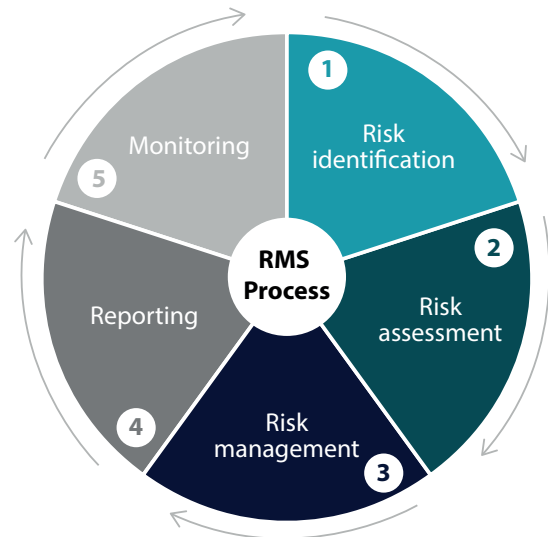 1
Risk
identification
2
Risk
assessment
3
Risk
management
4
Reporting
5
Monitoring
RMS
Process